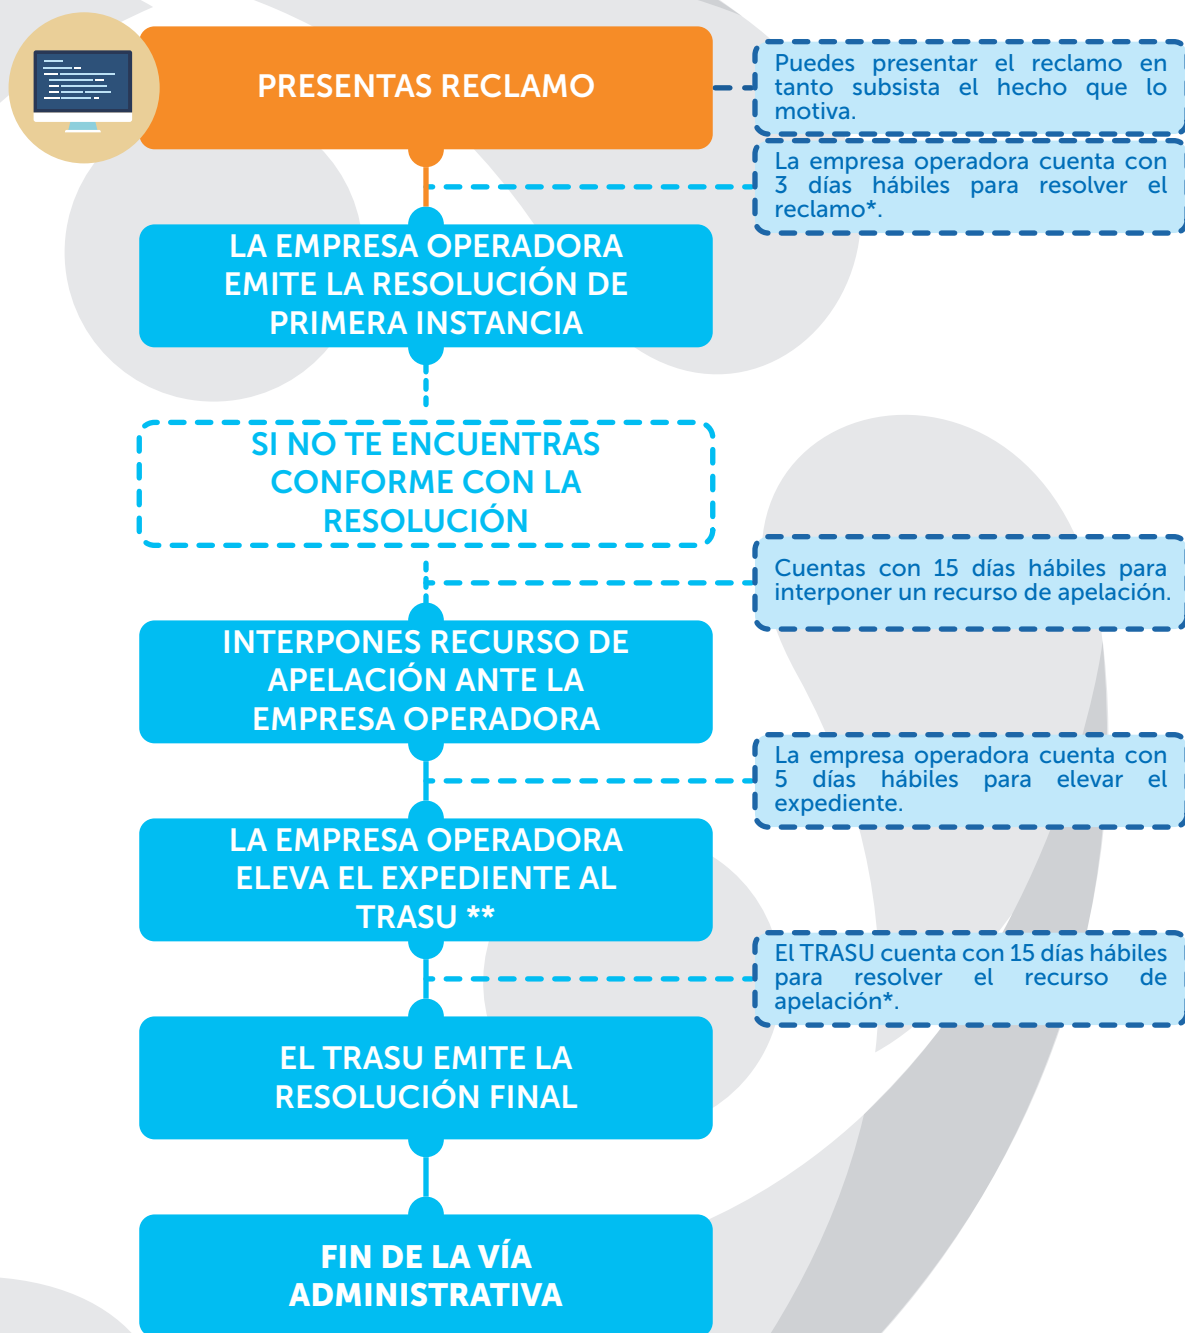 PRESENTAS RECLAMO
Puedes presentar el reclamo en
tanto subsista el hecho que lo
motiva.
La empresa operadora cuenta con
3 días hábiles para resolver el
reclamo*.
LA EMPRESA OPERADORA
EMITE LA RESOLUCIÓN DE
PRIMERA INSTANCIA
SI NO TE ENCUENTRAS
CONFORME CON LA
RESOLUCIÓN
Cuentas con 15 días hábiles para
interponer un recurso de apelación.
INTERPONES RECURSO DE
APELACIÓN ANTE LA
EMPRESA OPERADORA
La empresa operadora cuenta con
5 días hábiles para elevar el
expediente.
LA EMPRESA OPERADORA
ELEVA EL EXPEDIENTE AL
TRASU **
El TRASU cuenta con 15 días hábiles
para resolver el recurso de
apelación*.
EL TRASU EMITE LA
RESOLUCIÓN FINAL
FIN DE LA VÍA
ADMINISTRATIVA